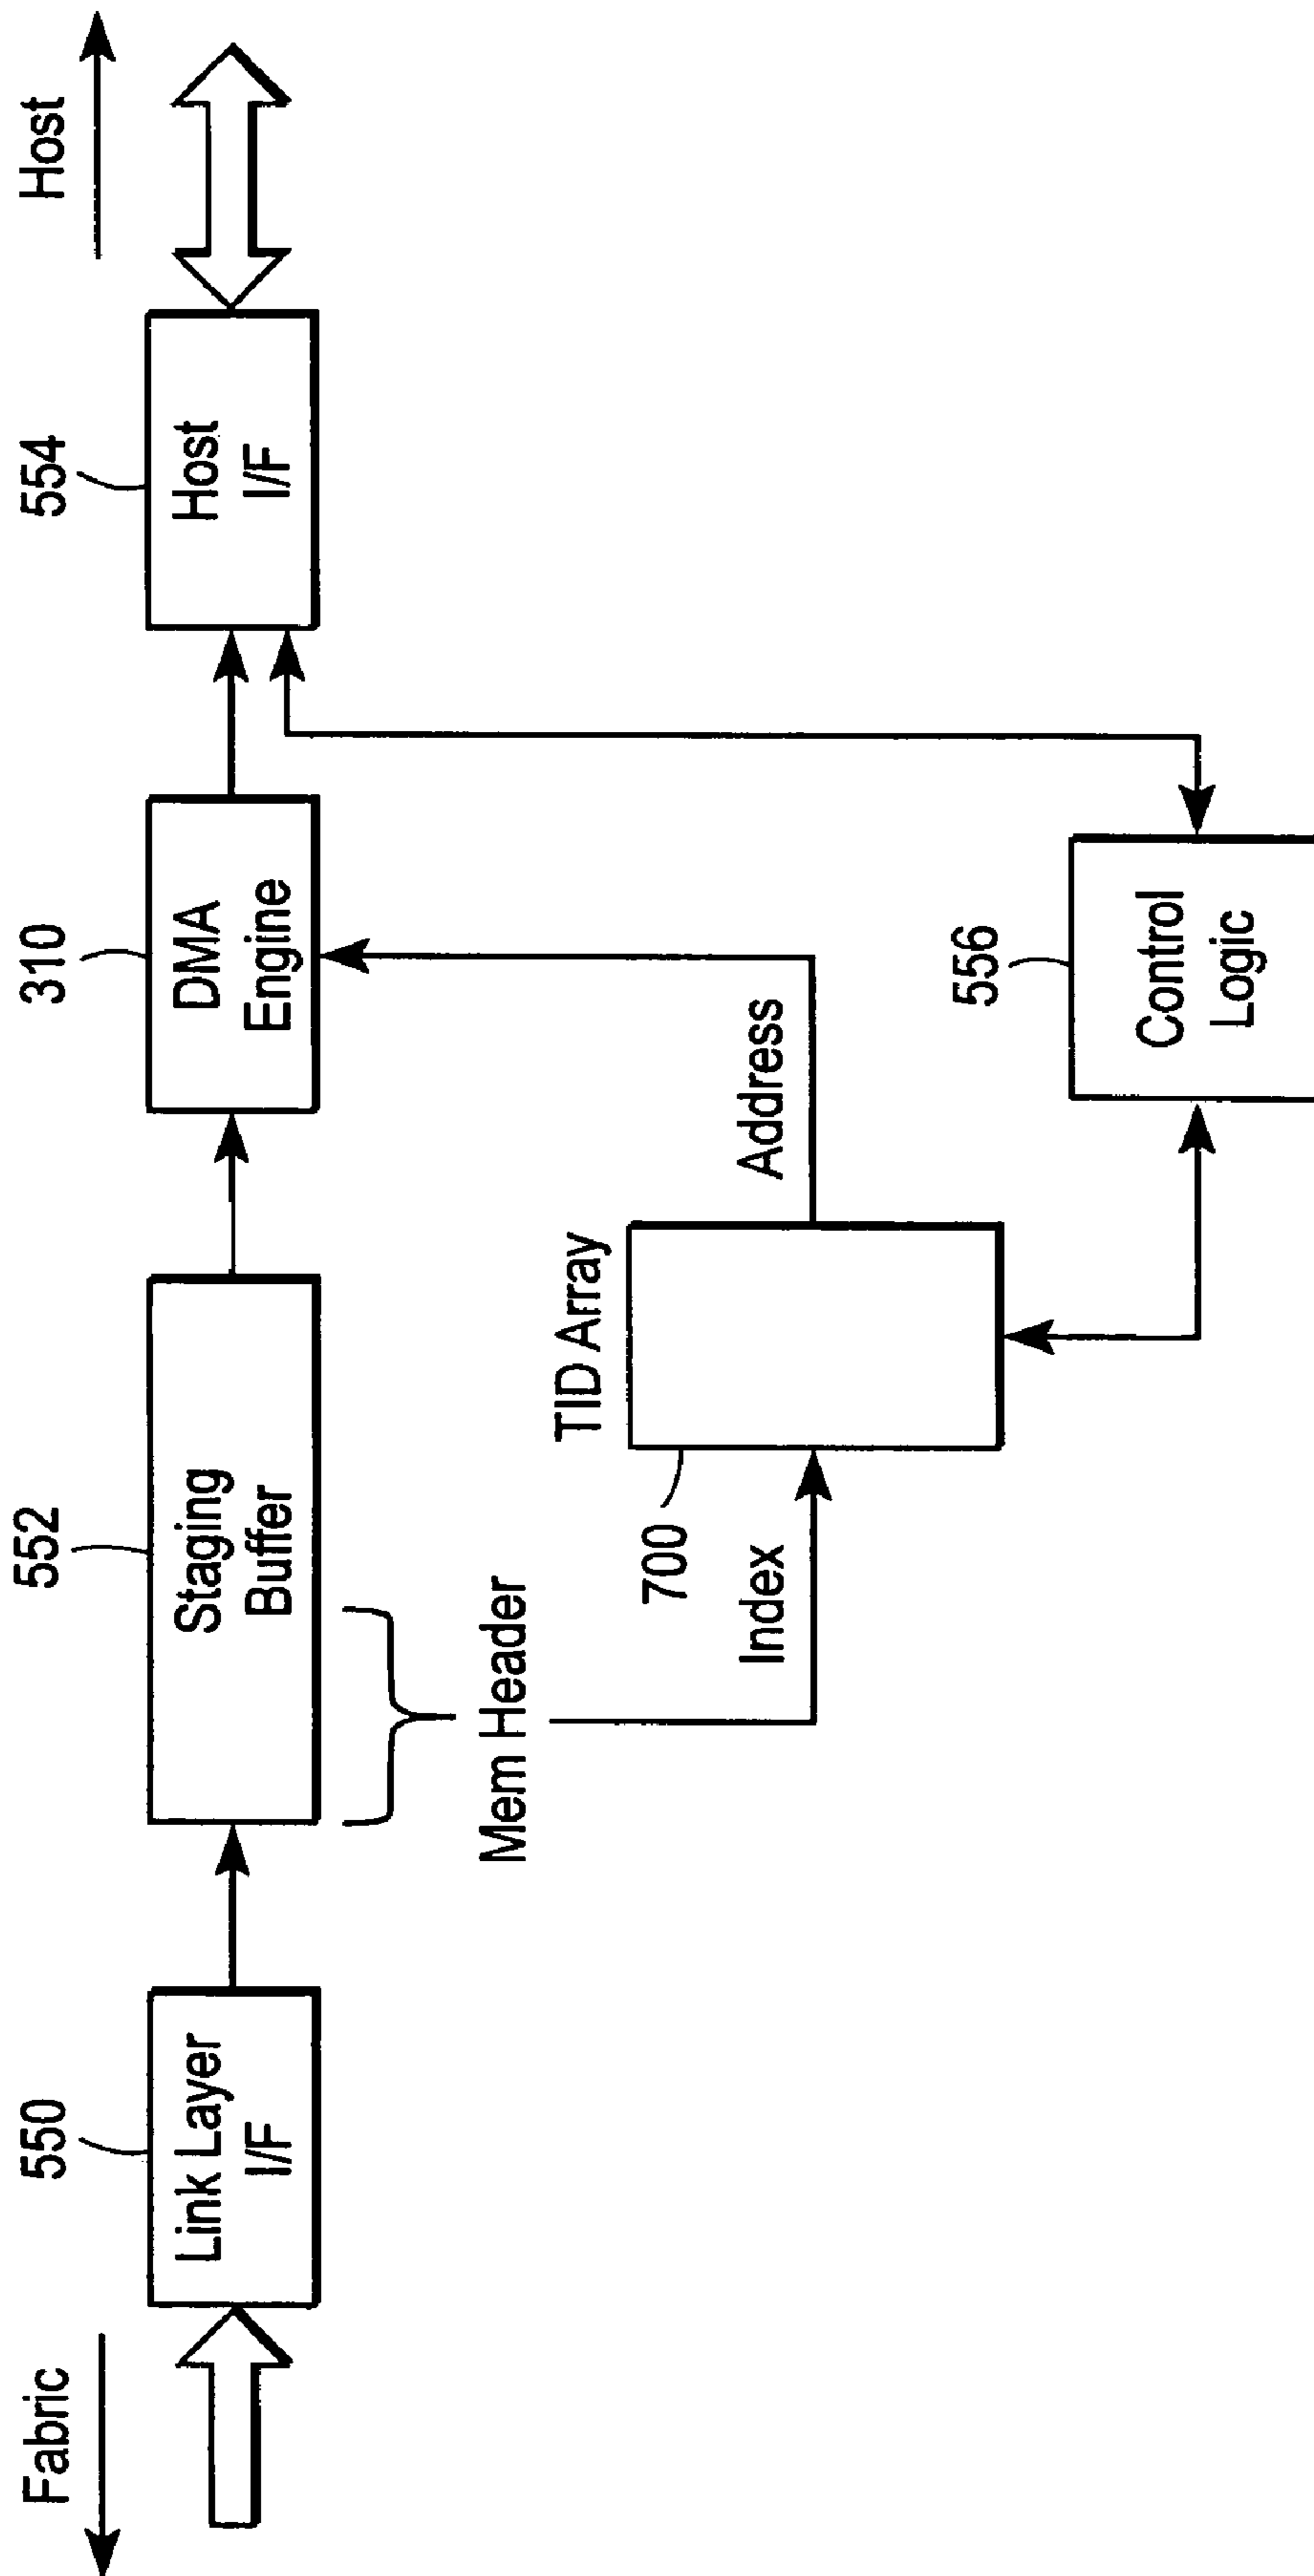 Fabric
Host
550
552
310
554
Link Layer
I/F
Staging
Buffer
DMA
Engine
Host
I/F
Mem Header
TID Array
700
Index
Address
556
Control
Logic